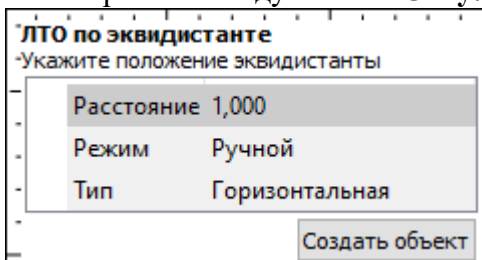 ЛТО по эквидистанте
Укажите положение эквидистанты
Расстояние 1,000
Режим Ручной
Тип Горизонтальная
Создать объект